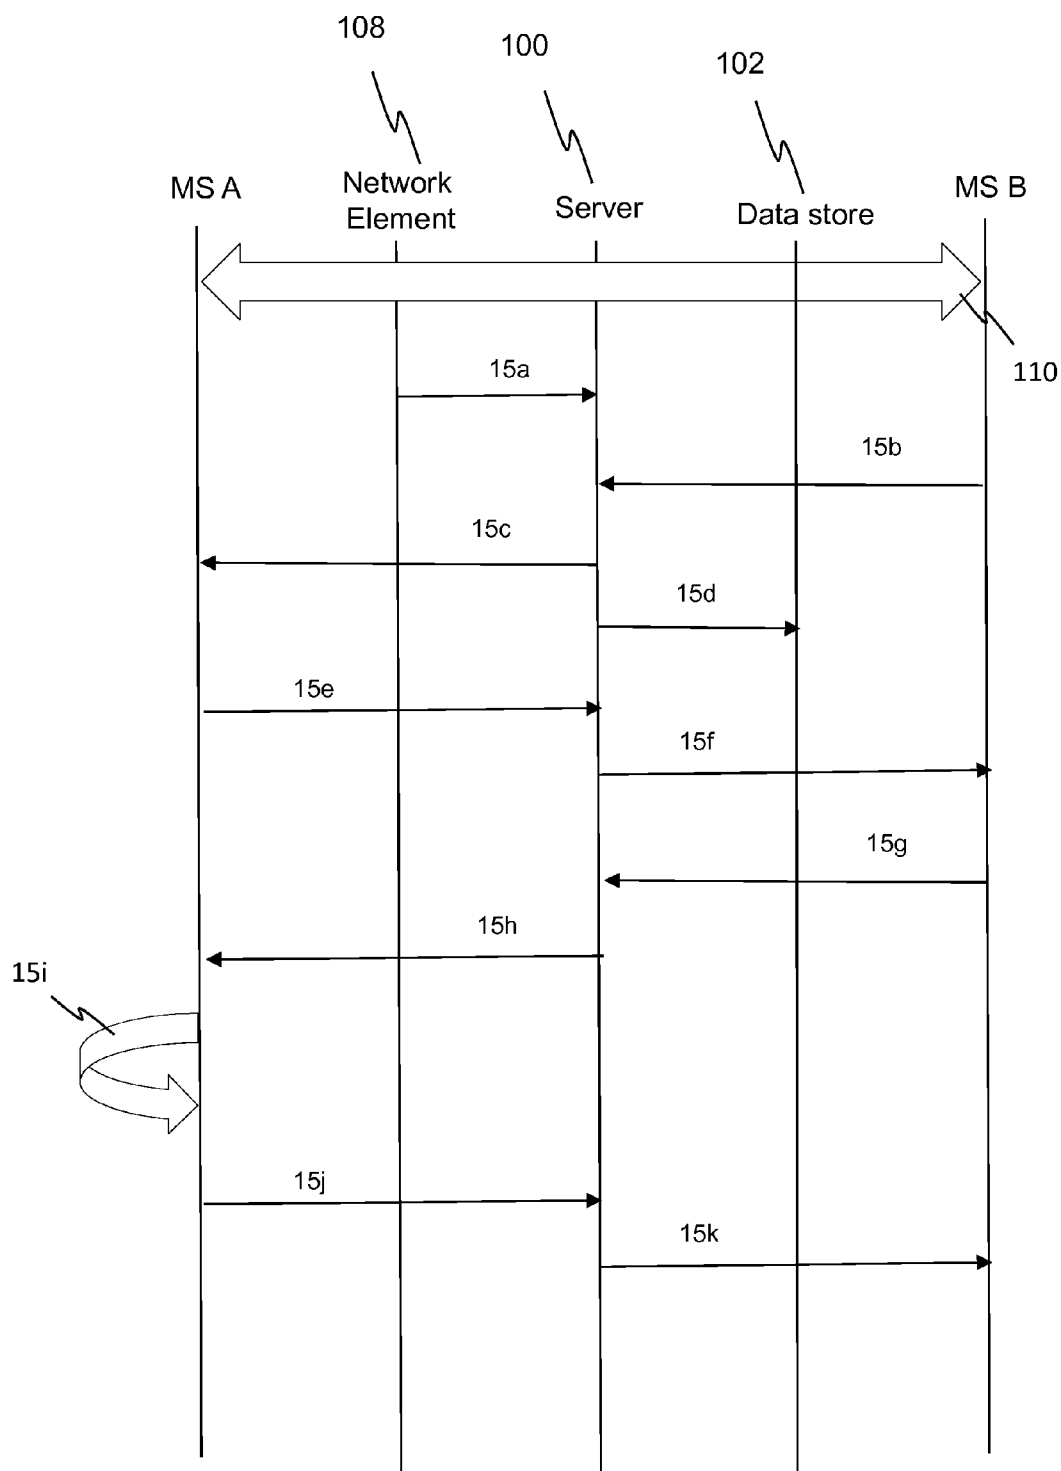 108
100
102
MS A
Network
Element
Server
Data store
MS B
110
15a
15b
15c
15d
15e
15f
15g
15h
15i
15j
15k